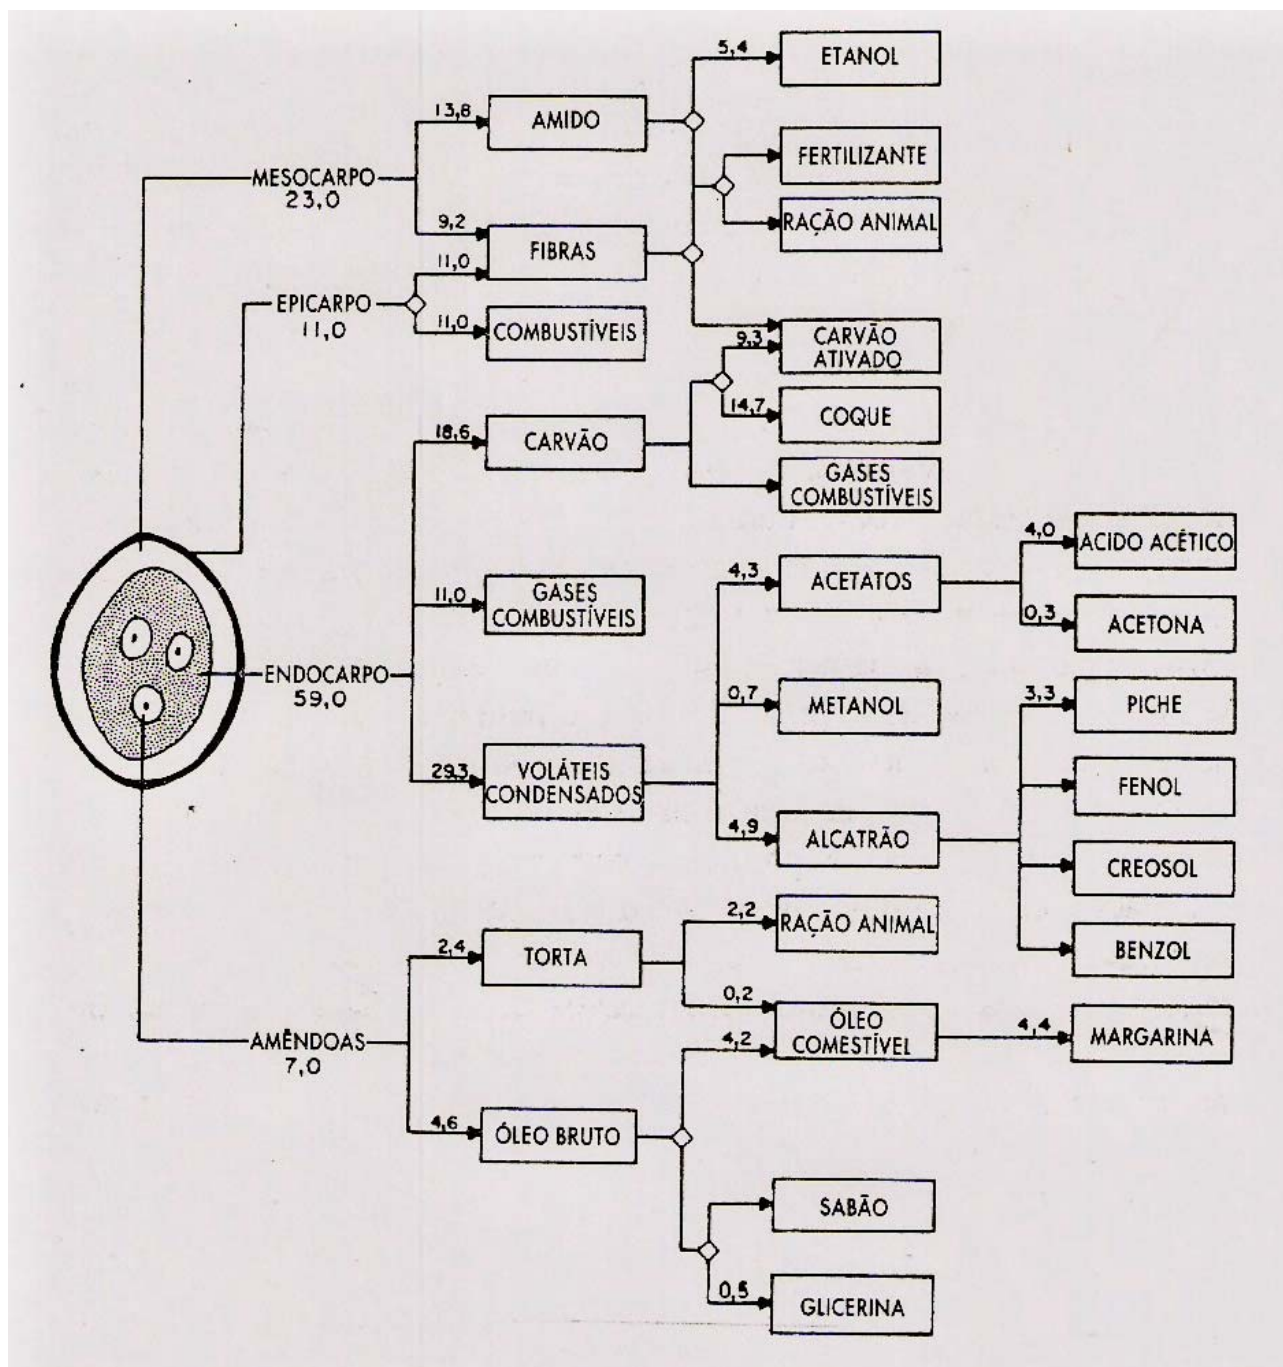 5,4
ETANOL
13,8
AMIDO
FERTILIZANTE
MESOCARPO
23,0
RAÇÃO ANIMAL
9,2
FIBRAS
11,0
EPICARPO
11,0
11,0
COMBUSTÍVEIS
CARVÃO
ATIVADO
9,3
14,7
COQUE
18,6
CARVÃO
GASES
COMBUSTÍVEIS
4,0
ACIDO ACÉTICO
4,3
ACETATOS
11,0
GASES
COMBUSTÍVEIS
0,3
ACETONA
ENDOCARPO
59,0
0,7
METANOL
3,3
PICHE
29,3
VOLÁTEIS
CONDENSADOS
FENOL
4,9
ALCATRÃO
CREOSOL
2,2
RAÇÃO ANIMAL
BENZOL
2,4
TORTA
0,2
ÓLEO
COMESTÍVEL
4,2
4,4
MARGARINA
AMÊNDOAS
7,0
4,6
ÓLEO BRUTO
SABÃO
0,5
GLICERINA